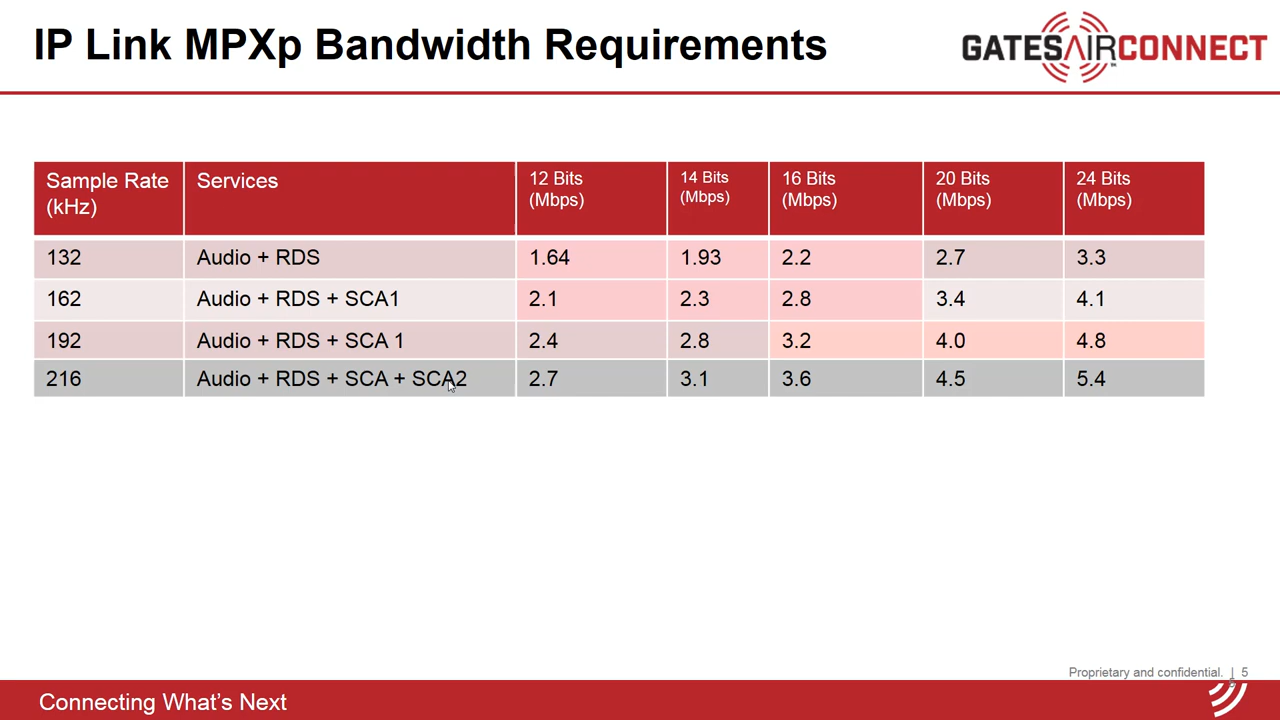 IP Link MPXp Bandwidth Requirements
GATESAIRCONNECT
Sample Rate (kHz) Services 12 Bits (Mbps) 14 Bits (Mbps) 16 Bits (Mbps) 20 Bits (Mbps) 24 Bits (Mbps)
132 Audio + RDS 1.64 1.93 2.2 2.7 3.3
162 Audio + RDS + SCA1 2.1 2.3 2.8 3.4 4.1
192 Audio + RDS + SCA 1 2.4 2.8 3.2 4.0 4.8
216 Audio + RDS + SCA + SCA2 2.7 3.1 3.6 4.5 5.4
Proprietary and confidential. | 5
Connecting What’s Next